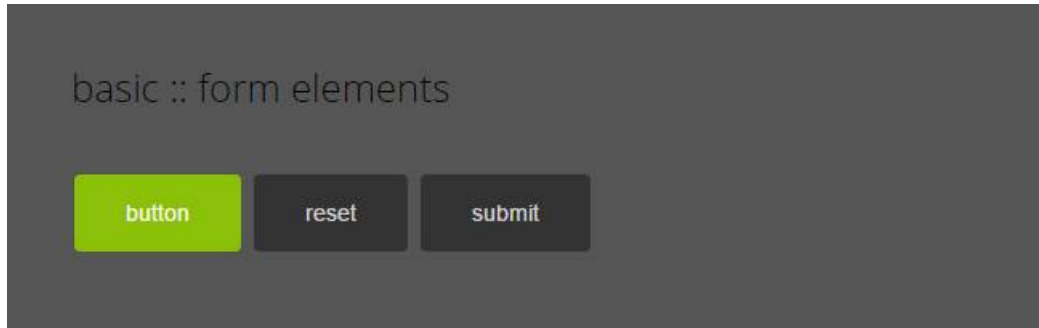 basic :: form elements
button reset submit